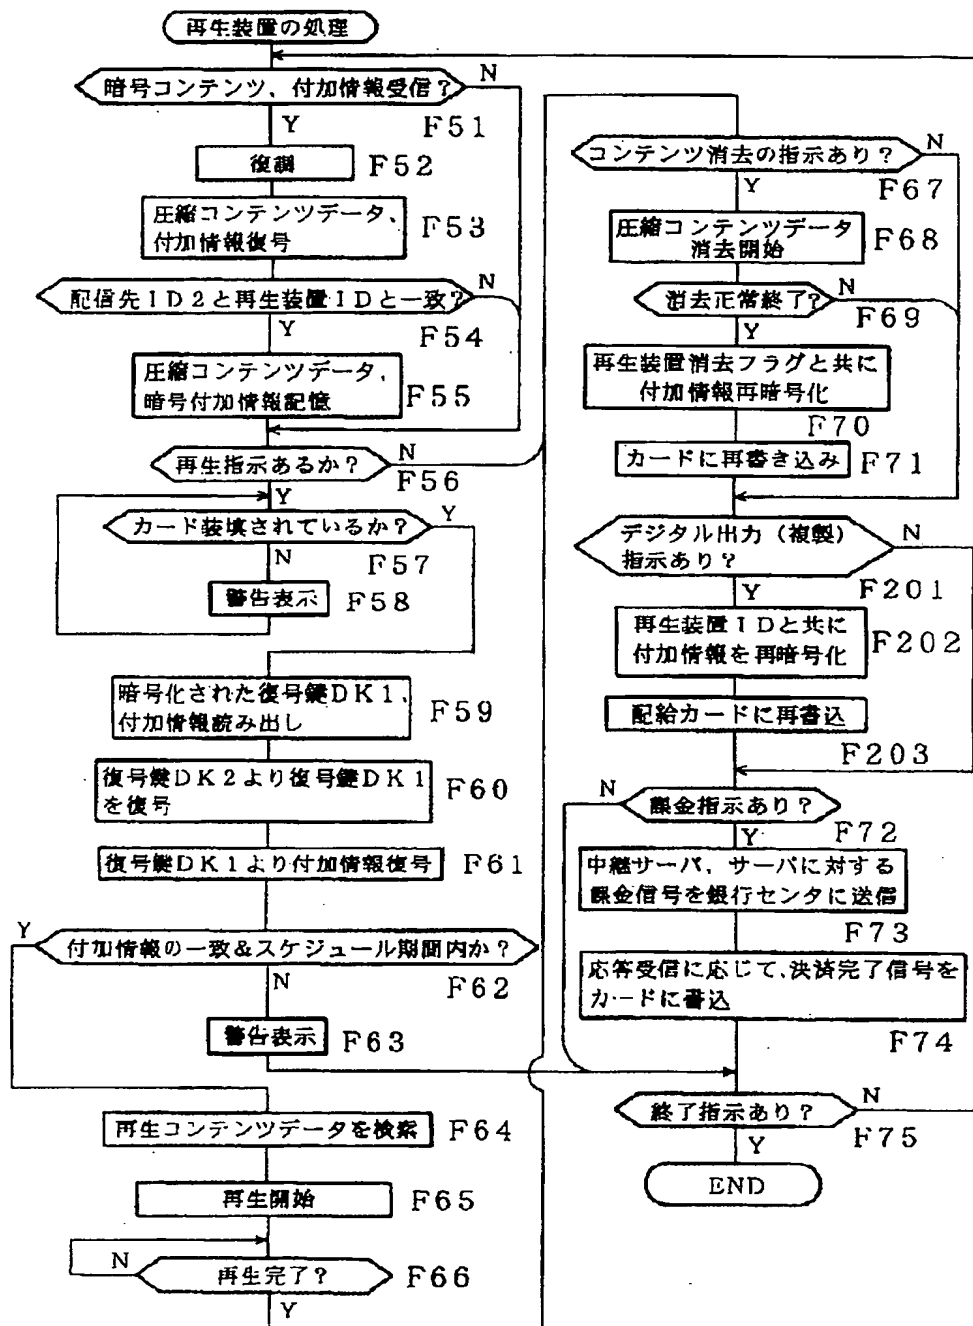 再生装置の処理
暗号コンテンツ、付加情報受信?
N
Y
F51
復調
F52
圧縮コンテンツデータ、
付加情報復号
F53
配信先ID2と再生装置IDと一致?
N
Y
F54
圧縮コンテンツデータ、
暗号付加情報記憶
F55
再生指示あるか?
N
Y
F56
カード装填されているか?
Y
N
F57
警告表示
F58
暗号化された復号鍵DK1、
付加情報読み出し
F59
復号鍵DK2より復号鍵DK1
を復号
F60
復号鍵DK1より付加情報復号
F61
Y
付加情報の一致&スケジュール期間内か?
N
F62
警告表示
F63
再生コンテンツデータを検索
F64
再生開始
F65
N
再生完了?
F66
Y
コンテンツ消去の指示あり?
N
Y
F67
圧縮コンテンツデータ
消去開始
F68
消去正常終了?
N
F69
Y
再生装置消去フラグと共に
付加情報再暗号化
F70
カードに再書き込み
F71
デジタル出力(複製)
指示あり?
N
Y
F201
再生装置IDと共に
付加情報を再暗号化
F202
配給カードに再書込
F203
N
課金指示あり?
Y
F72
中継サーバ,サーバに対する
課金信号を銀行センタに送信
F73
応答受信に応じて、決済完了信号を
カードに書込
F74
終了指示あり?
N
Y
F75
END